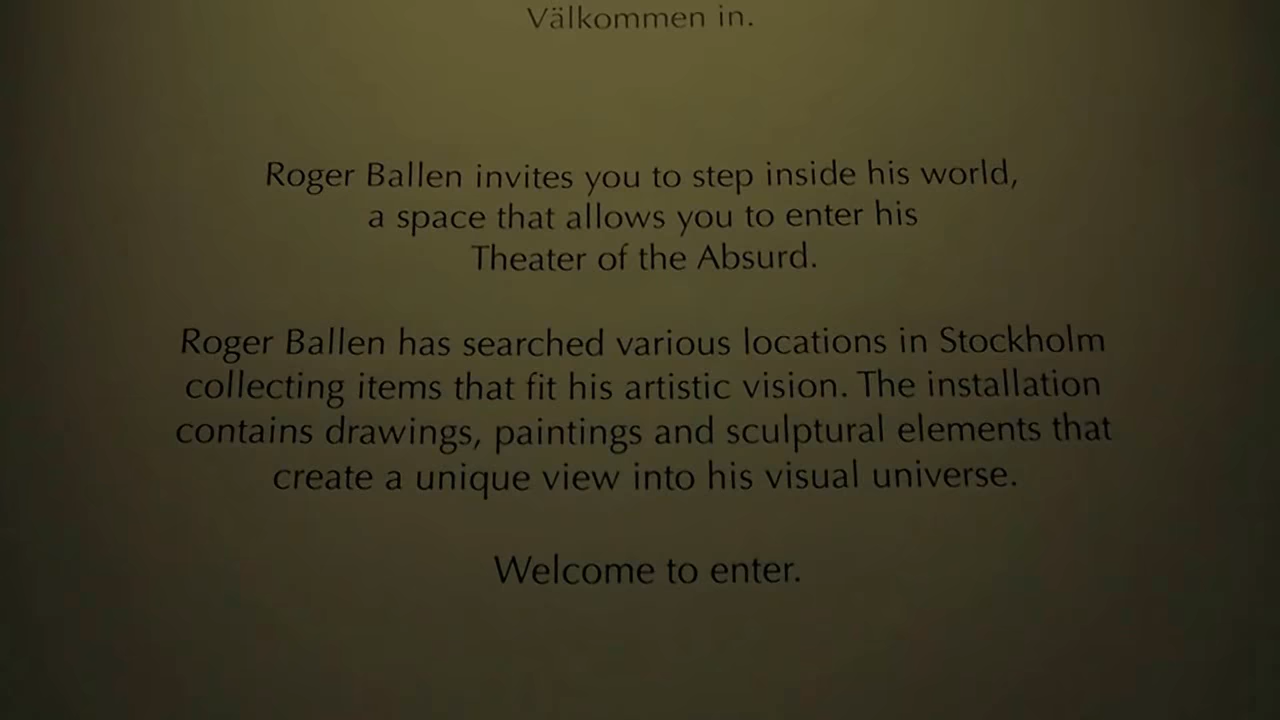 Välkommen in.
Roger Ballen invites you to step inside his world,
a space that allows you to enter his
Theater of the Absurd.
Roger Ballen has searched various locations in Stockholm
collecting items that fit his artistic vision. The installation
contains drawings, paintings and sculptural elements that
create a unique view into his visual universe.
Welcome to enter.